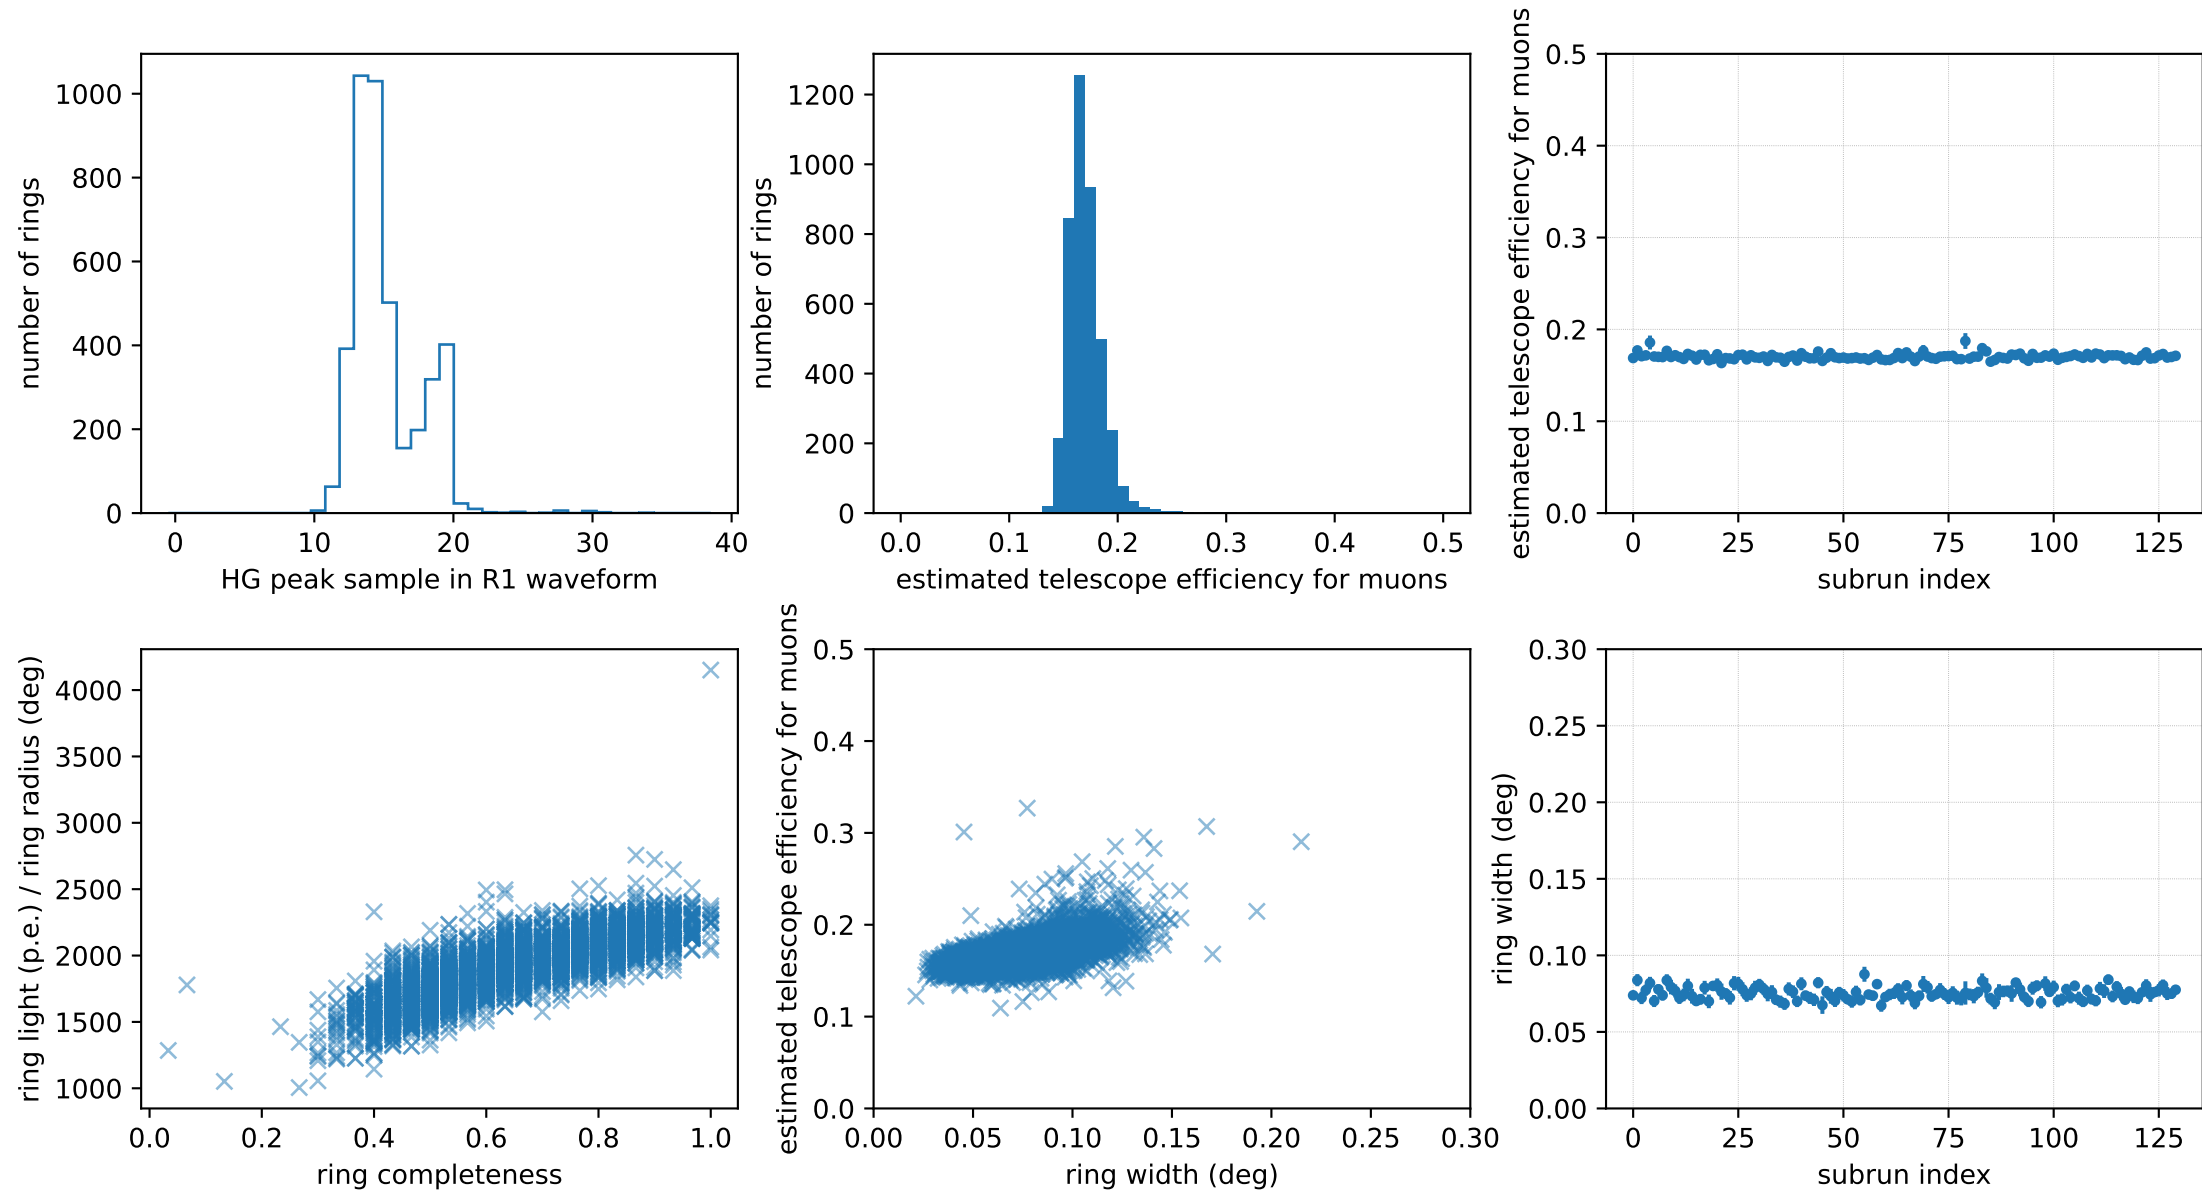 number of rings
1000
800
600
400
200
0
0 10 20 30 40
HG peak sample in R1 waveform
number of rings
1200
1000
800
600
400
200
0
0.0 0.1 0.2 0.3 0.4 0.5
estimated telescope efficiency for muons
estimated telescope efficiency for muons
0.5
0.4
0.3
0.2
0.1
0.0
0 25 50 75 100 125
subrun index
ring light (p.e.) / ring radius (deg)
4000
3500
3000
2500
2000
1500
1000
0.0 0.2 0.4 0.6 0.8 1.0
ring completeness
estimated telescope efficiency for muons
0.5
0.4
0.3
0.2
0.1
0.0
0.00 0.05 0.10 0.15 0.20 0.25 0.30
ring width (deg)
ring width (deg)
0.30
0.25
0.20
0.15
0.10
0.05
0.00
0 25 50 75 100 125
subrun index